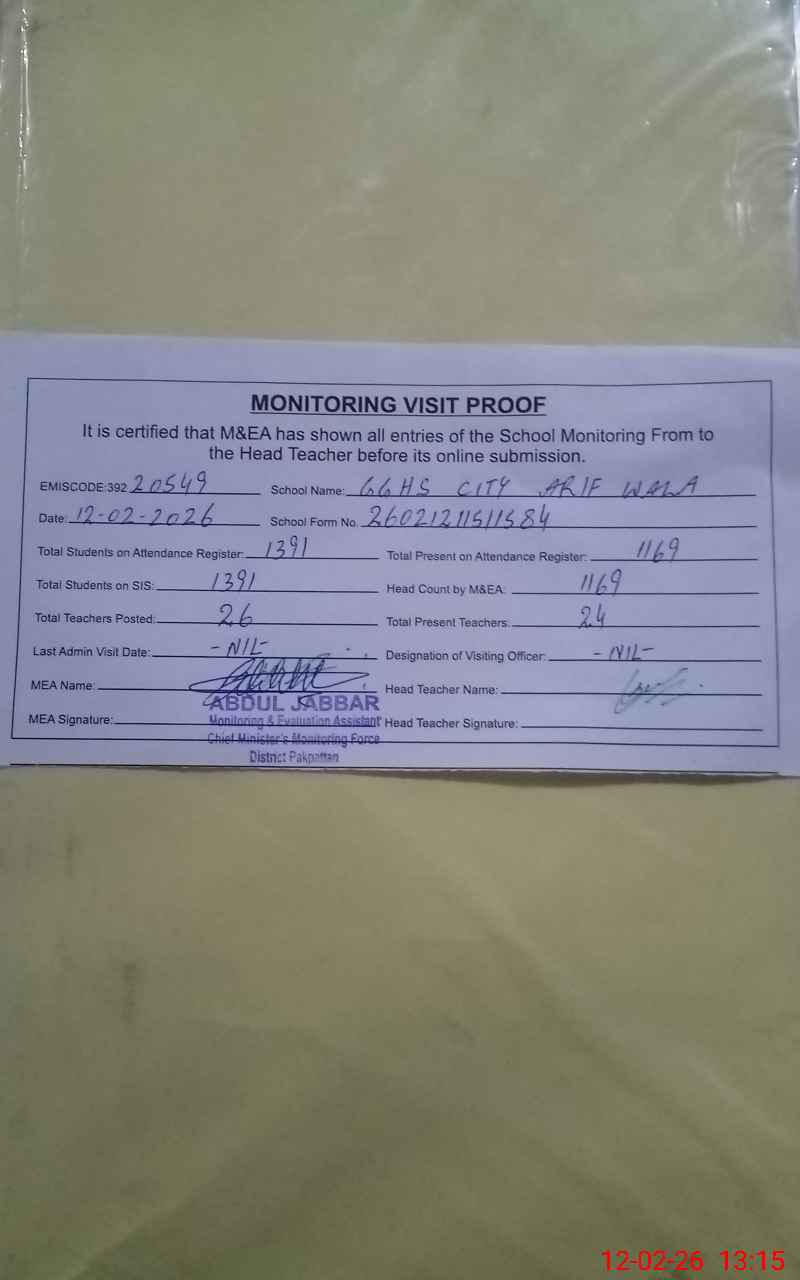 MONITORING VISIT PROOF
It is certified that M&EA has shown all entries of the School Monitoring From to
the Head Teacher before its online submission.
EMISCODE:392 20549 School Name: GGHS CITY ARIF WALA
Date: 12-02-2026 School Form No. 26021211511584
Total Students on Attendance Register: 1391 Total Present on Attendance Register: 1169
Total Students on SIS: 1391 Head Count by M&EA: 1169
Total Teachers Posted: 26 Total Present Teachers: 24
Last Admin Visit Date: -NIL- Designation of Visiting Officer: -NIL-
MEA Name: Head Teacher Name:
ABDUL JABBAR
MEA Signature: Monitoring & Evaluation Assistant Head Teacher Signature:
Chief Minister's Monitoring Force
District Pakpattan
12-02-26 13:15